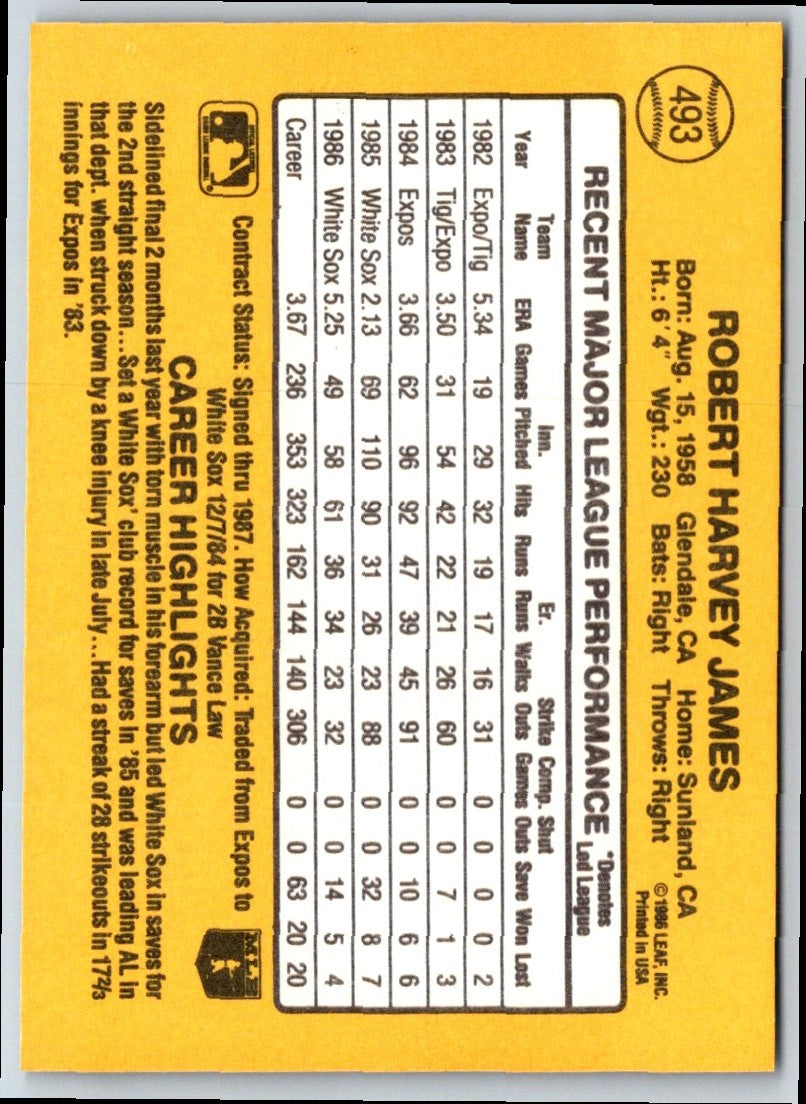 493
ROBERT HARVEY JAMES
Born: Aug. 15, 1958 Glendale, CA Home: Sunland, CA
Ht.: 6' 4" Wgt.: 230 Bats: Right Throws: Right
©1986 LEAF, INC.
Printed in USA
RECENT MAJOR LEAGUE PERFORMANCE *Denotes Led League
Team Inn. Er. Strike Comp. Shut
Year Name ERA Games Pitched Hits Runs Runs Walks Outs Games Outs Save Won Lost
1982 Expo/Tig 5.34 19 29 32 19 17 16 31 0 0 0 0 2
1983 Tig/Expo 3.50 31 54 42 22 21 26 60 0 0 7 1 3
1984 Expos 3.66 62 96 92 47 39 45 91 0 0 10 6 6
1985 White Sox 2.13 69 110 90 31 26 23 88 0 0 32 8 7
1986 White Sox 5.25 49 58 61 36 34 23 32 0 0 14 5 4
Career 3.67 236 353 323 162 144 140 306 0 0 63 20 20
Contract Status: Signed thru 1987. How Acquired: Traded from Expos to
White Sox 12/7/84 for 2B Vance Law
MLB
CAREER HIGHLIGHTS
Sidelined final 2 months last year with torn muscle in his forearm but led White Sox in saves for
the 2nd straight season... Set a White Sox' club record for saves in '85 and was leading AL in
that dept. when struck down by a knee injury in late July... Had a streak of 28 strikeouts in 17 2/3
innings for Expos in '83.